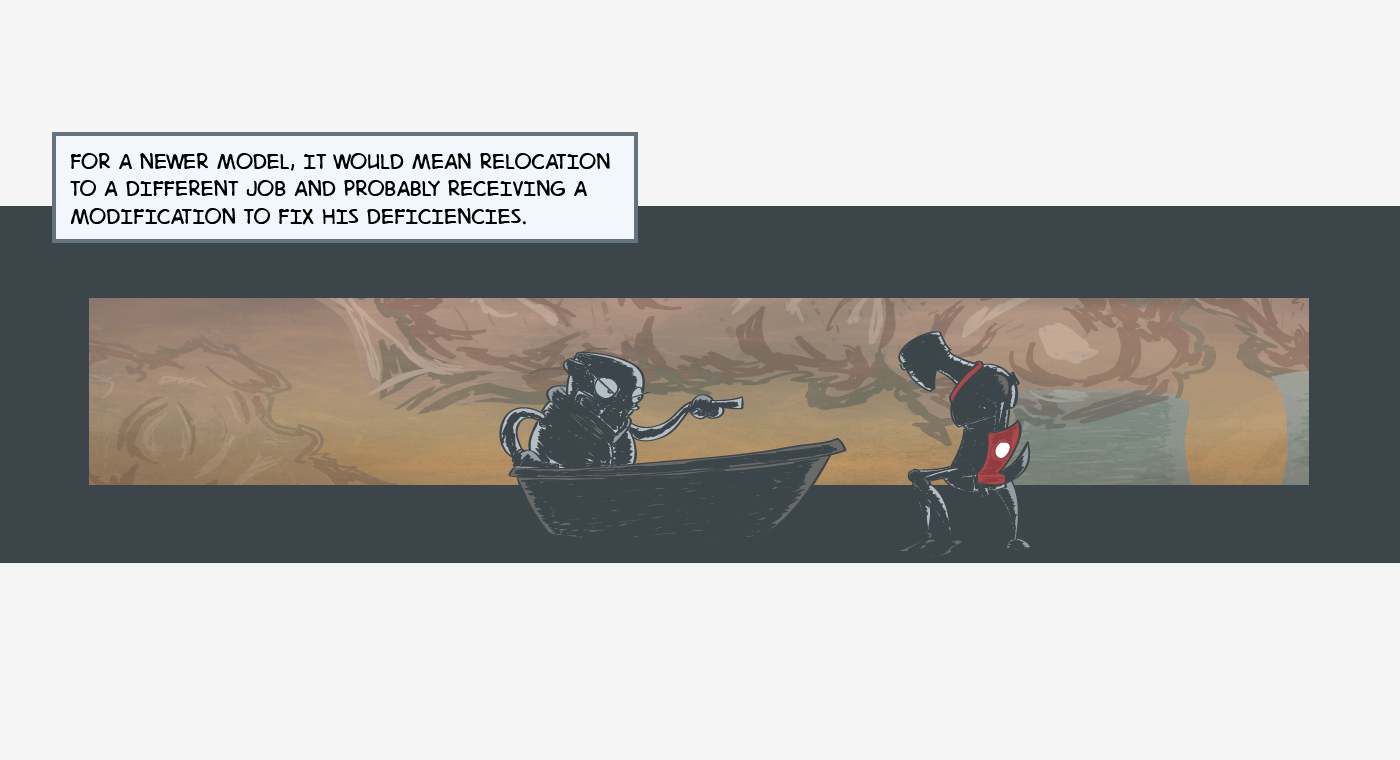 FOR A NEWER MODEL, IT WOULD MEAN RELOCATION
TO A DIFFERENT JOB AND PROBABLY RECEIVING A
MODIFICATION TO FIX HIS DEFICIENCIES.